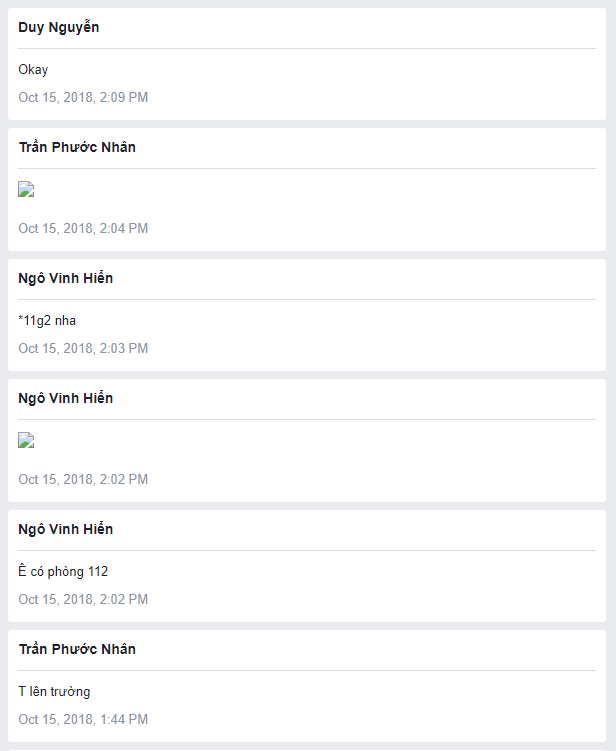 Duy Nguyễn
Okay
Oct 15, 2018, 2:09 PM
Trần Phước Nhân
Oct 15, 2018, 2:04 PM
Ngô Vinh Hiển
*11g2 nha
Oct 15, 2018, 2:03 PM
Ngô Vinh Hiển
Oct 15, 2018, 2:02 PM
Ngô Vinh Hiển
Ê có phòng 112
Oct 15, 2018, 2:02 PM
Trần Phước Nhân
T lên trường
Oct 15, 2018, 1:44 PM